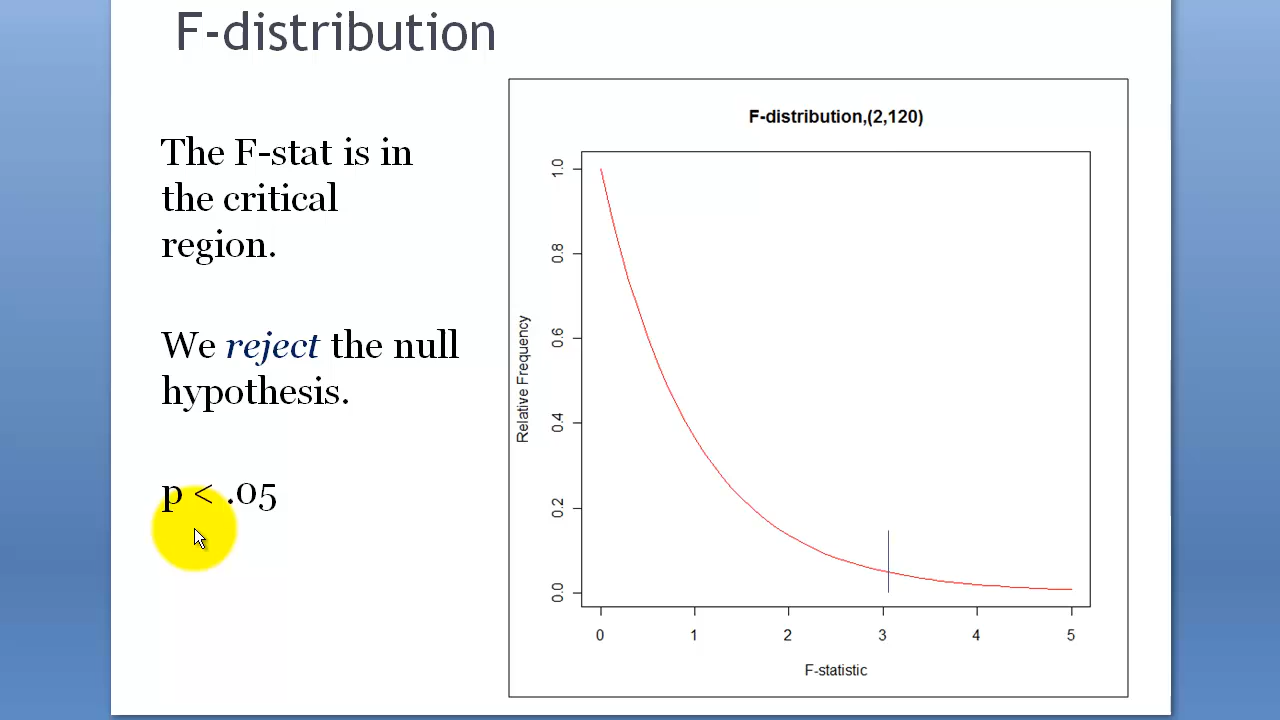 F-distribution
The F-stat is in
the critical
region.
We reject the null
hypothesis.
p < .05
F-distribution,(2,120)
1.0
0.8
0.6
0.4
0.2
0.0
Relative Frequency
0 1 2 3 4 5
F-statistic